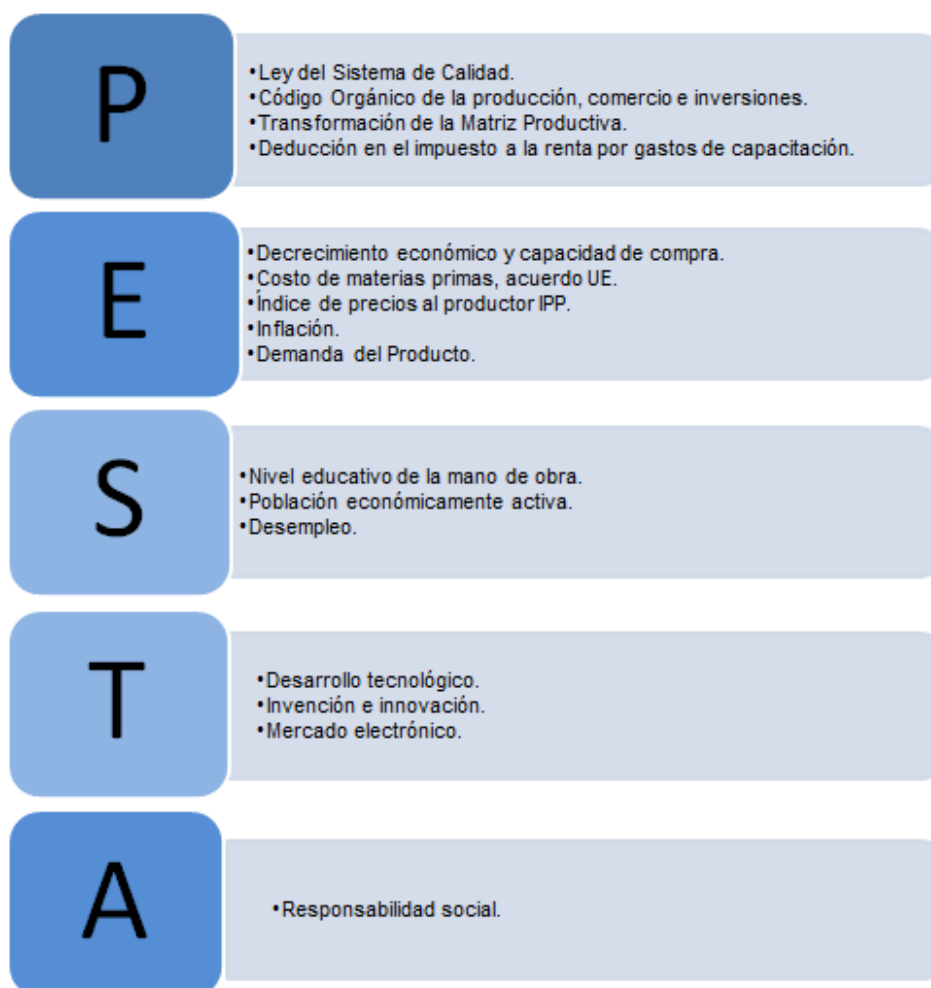 P
•Ley del Sistema de Calidad.
•Código Orgánico de la producción, comercio e inversiones.
•Transformación de la Matriz Productiva.
•Deducción en el impuesto a la renta por gastos de capacitación.
E
•Decrecimiento económico y capacidad de compra.
•Costo de materias primas, acuerdo UE.
•Índice de precios al productor IPP.
•Inflación.
•Demanda del Producto.
S
•Nivel educativo de la mano de obra.
•Población económicamente activa.
•Desempleo.
T
•Desarrollo tecnológico.
•Invención e innovación.
•Mercado electrónico.
A
•Responsabilidad social.